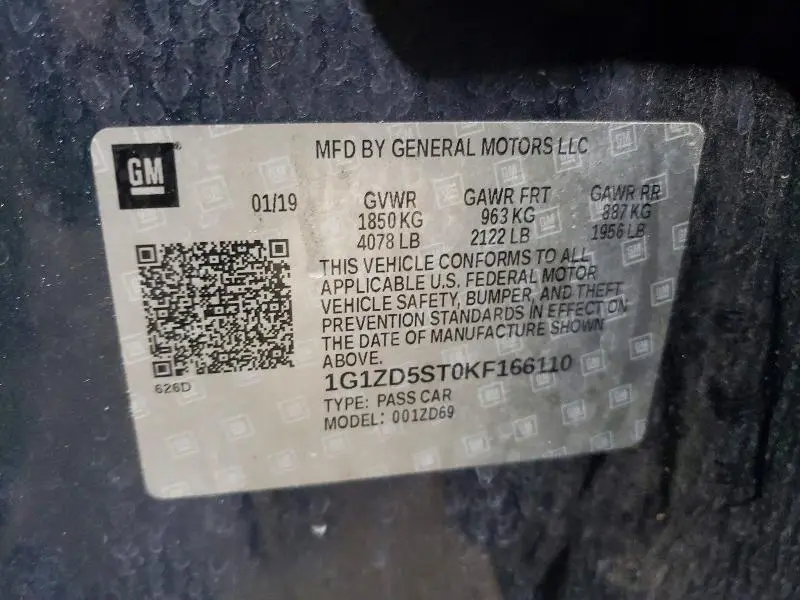 GM
MFD BY GENERAL MOTORS LLC
01/19
GVWR GAWR FRT GAWR RR
1850 KG 963 KG 887 KG
4078 LB 2122 LB 1956 LB
THIS VEHICLE CONFORMS TO ALL
APPLICABLE U.S. FEDERAL MOTOR
VEHICLE SAFETY, BUMPER, AND THEFT
PREVENTION STANDARDS IN EFFECT ON
THE DATE OF MANUFACTURE SHOWN
ABOVE.
626D
1G1ZD5ST0KF166110
TYPE: PASS CAR
MODEL: 001ZD69